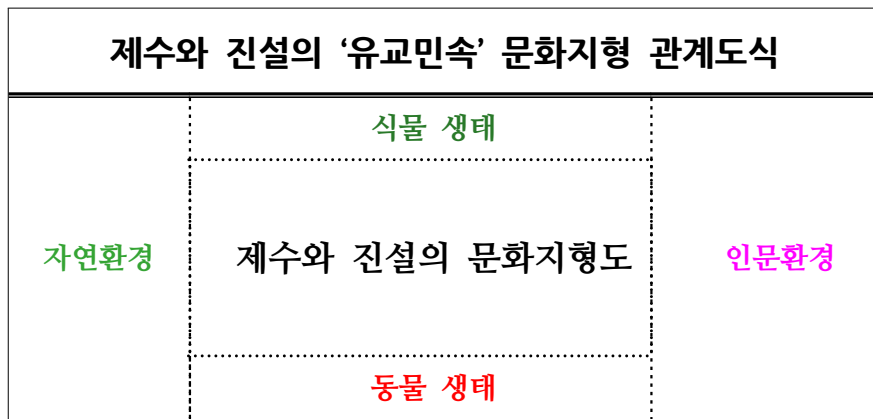 제수와 진설의 ‘유교민속’ 문화지형 관계도식
식물 생태
자연환경
제수와 진설의 문화지형도
인문환경
동물 생태